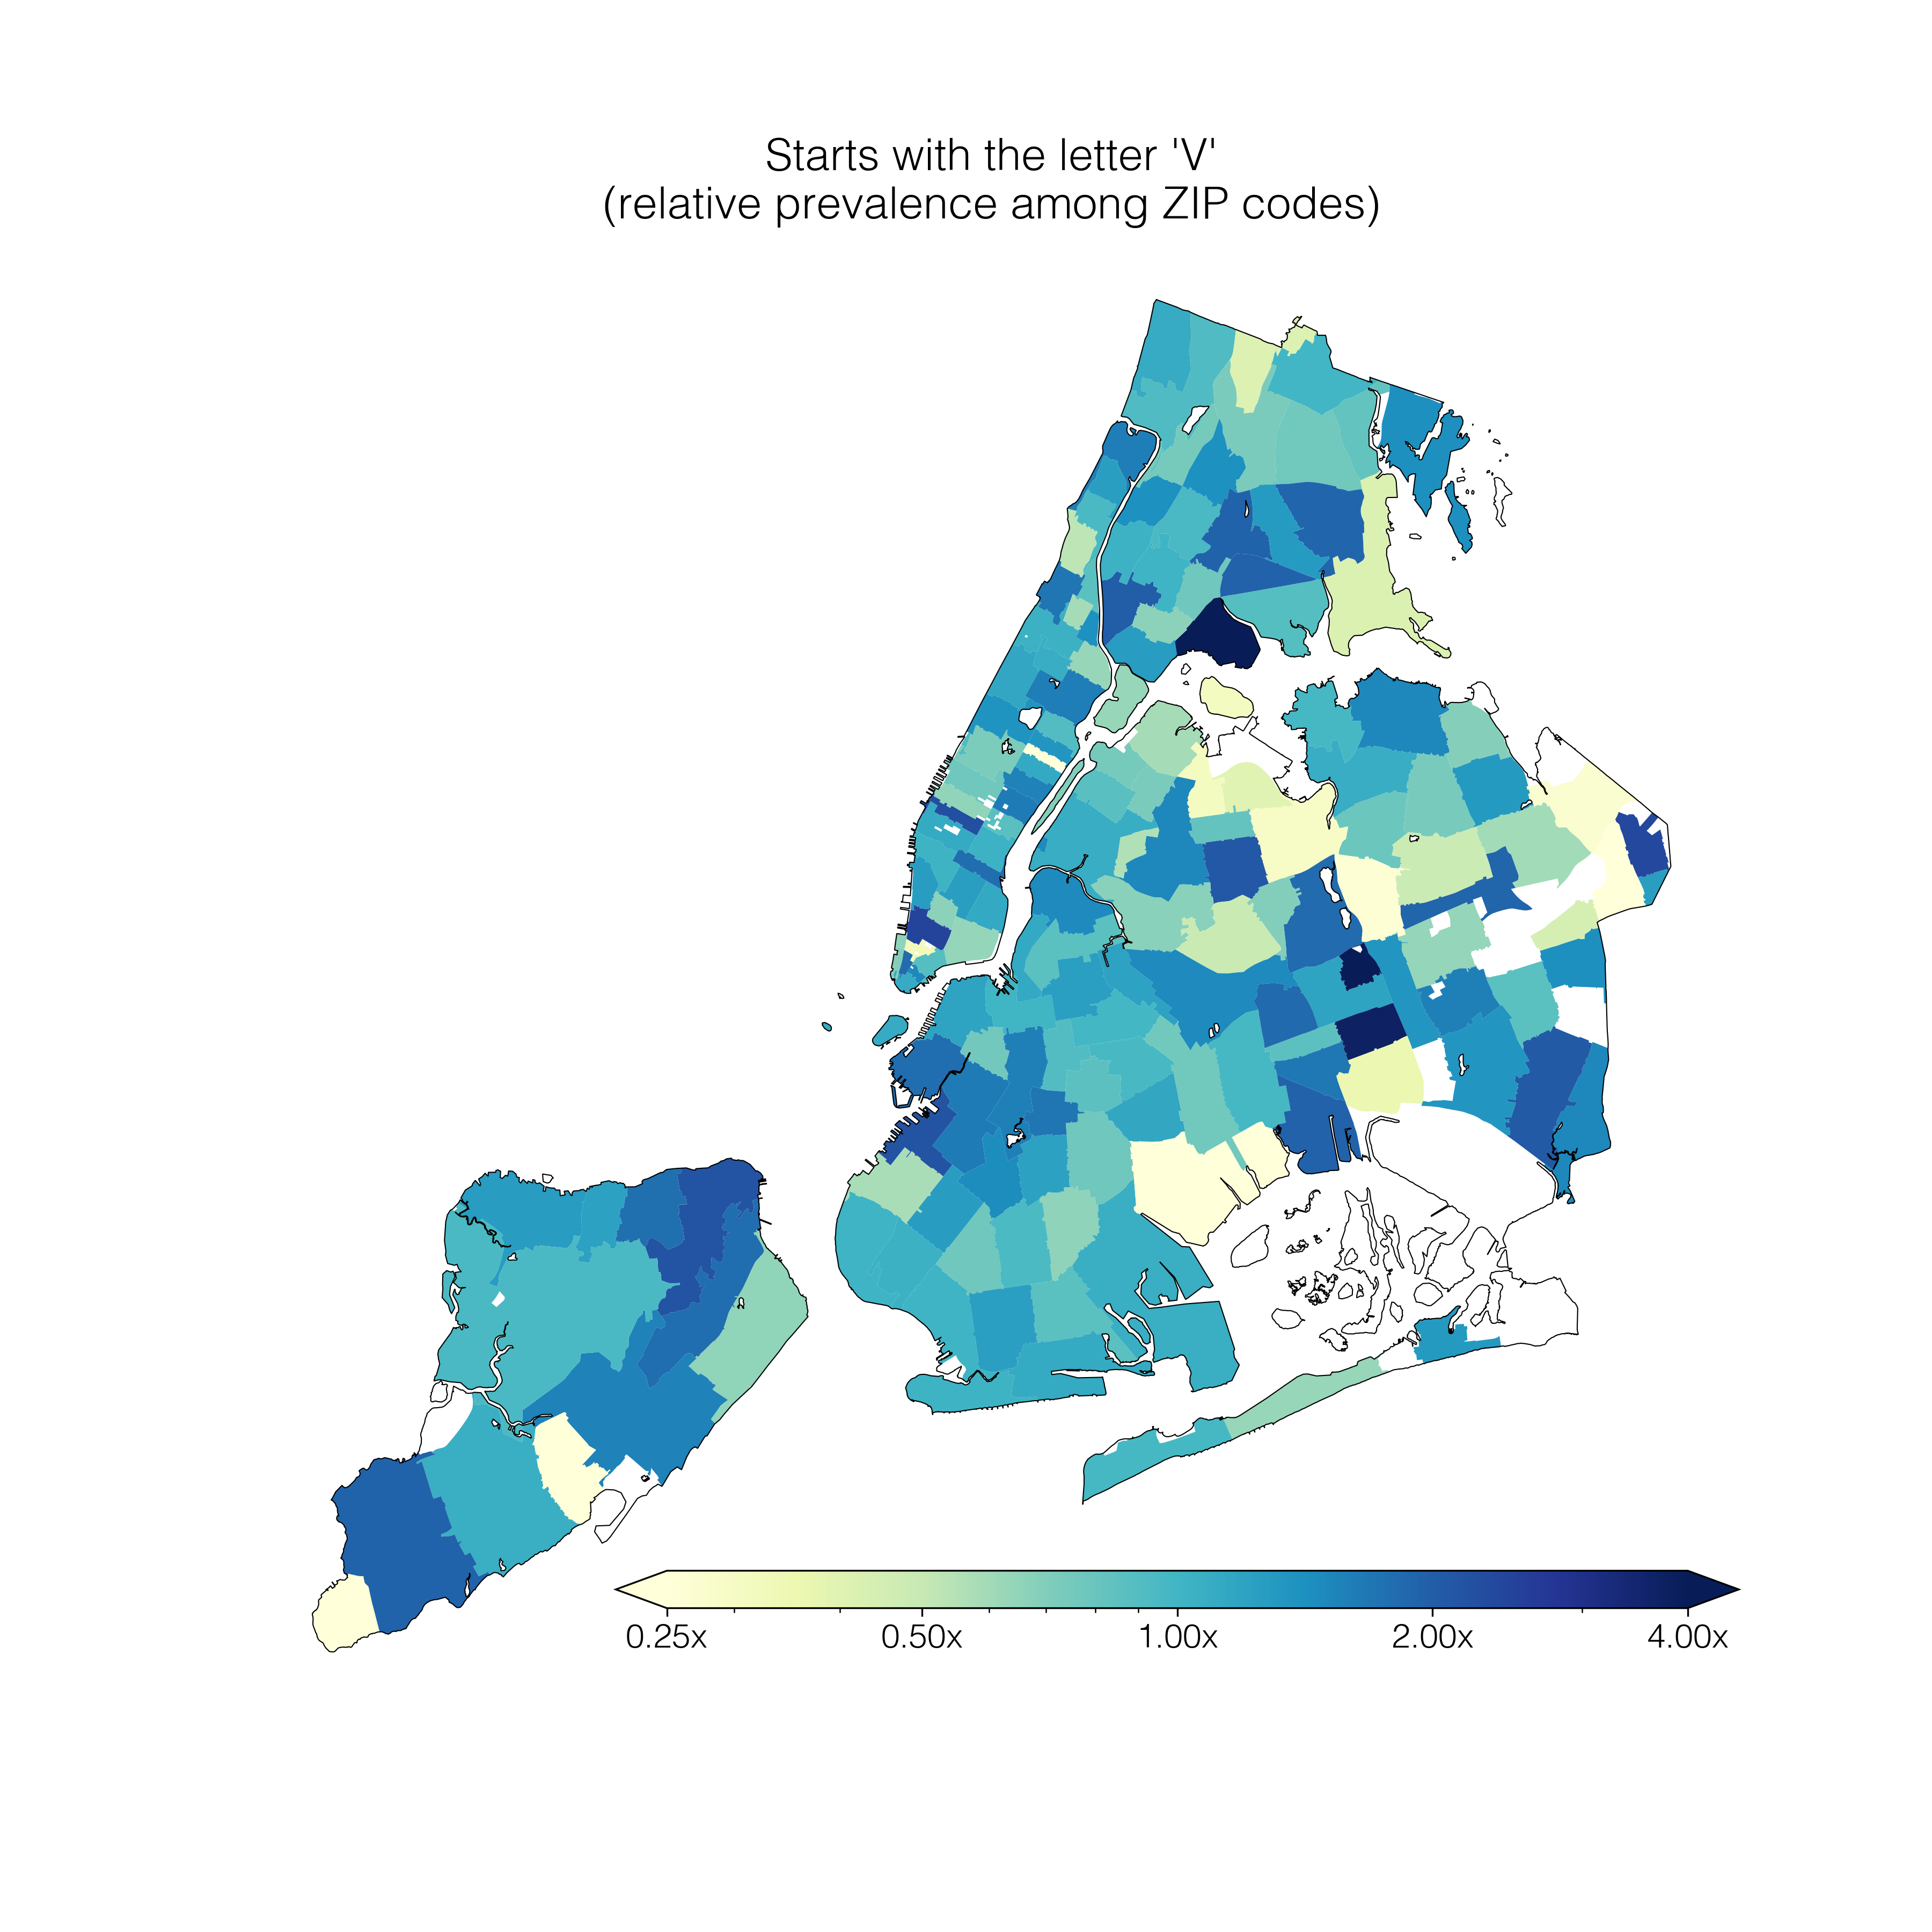 Starts with the letter 'V'
(relative prevalence among ZIP codes)
0.25x 0.50x 1.00x 2.00x 4.00x